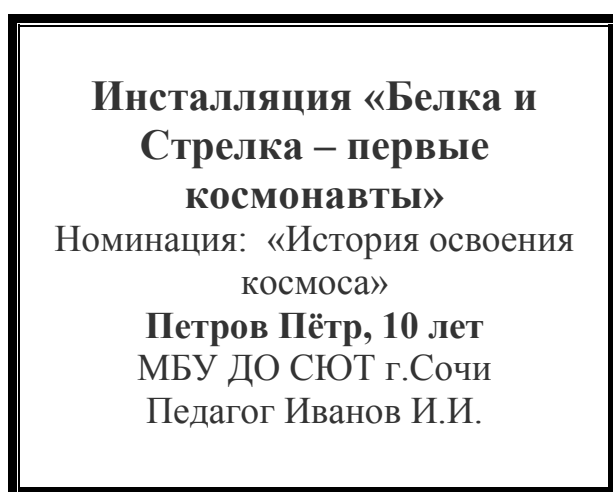 Инсталляция «Белка и
Стрелка – первые
космонавты»
Номинация:  «История освоения
космоса»
Петров Пётр, 10 лет
МБУ ДО СЮТ г.Сочи
Педагог Иванов И.И.